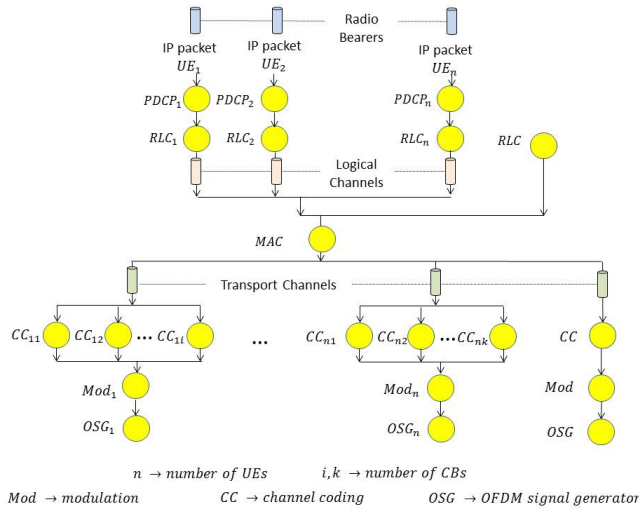 Radio
Bearers
IP packet
UE₁
IP packet
UE₂
IP packet
UEₙ
PDCP₁
PDCP₂
PDCPₙ
RLC₁
RLC₂
RLCₙ
RLC
Logical
Channels
MAC
Transport Channels
CC₁₁
CC₁₂
...
CC₁ᵢ
...
CCₙ₁
CCₙ₂
...
CCₙₖ
CC
Mod₁
Modₙ
Mod
OSG₁
OSGₙ
OSG
n → number of UEs
i, k → number of CBs
Mod → modulation
CC → channel coding
OSG → OFDM signal generator